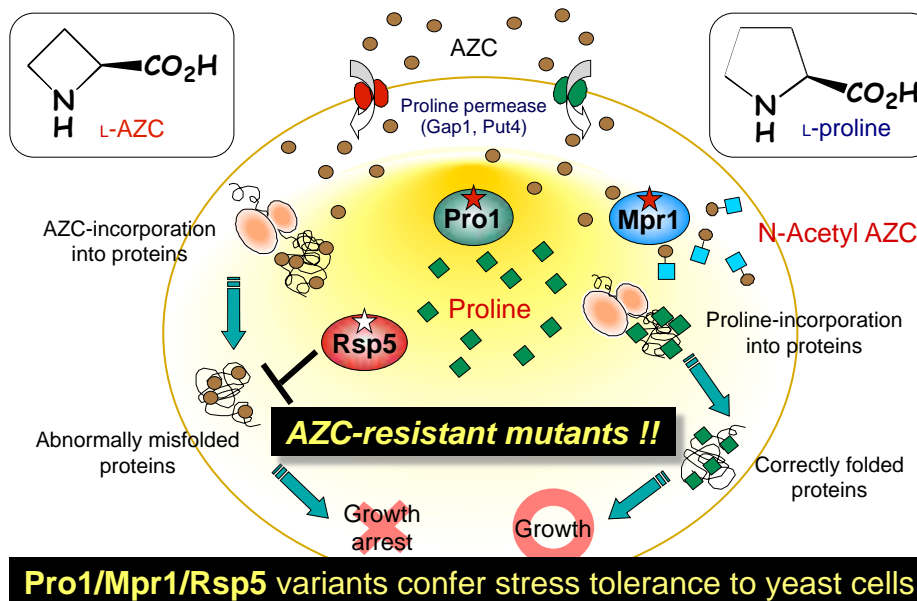 AZC
CO2H
N
H
L-AZC
Proline permease
(Gap1, Put4)
CO2H
N
H
L-proline
Pro1
Mpr1
N-Acetyl AZC
AZC-incorporation
into proteins
Proline
Rsp5
Proline-incorporation
into proteins
AZC-resistant mutants !!
Abnormally misfolded
proteins
Correctly folded
proteins
Growth
arrest
Growth
Pro1/Mpr1/Rsp5 variants confer stress tolerance to yeast cells